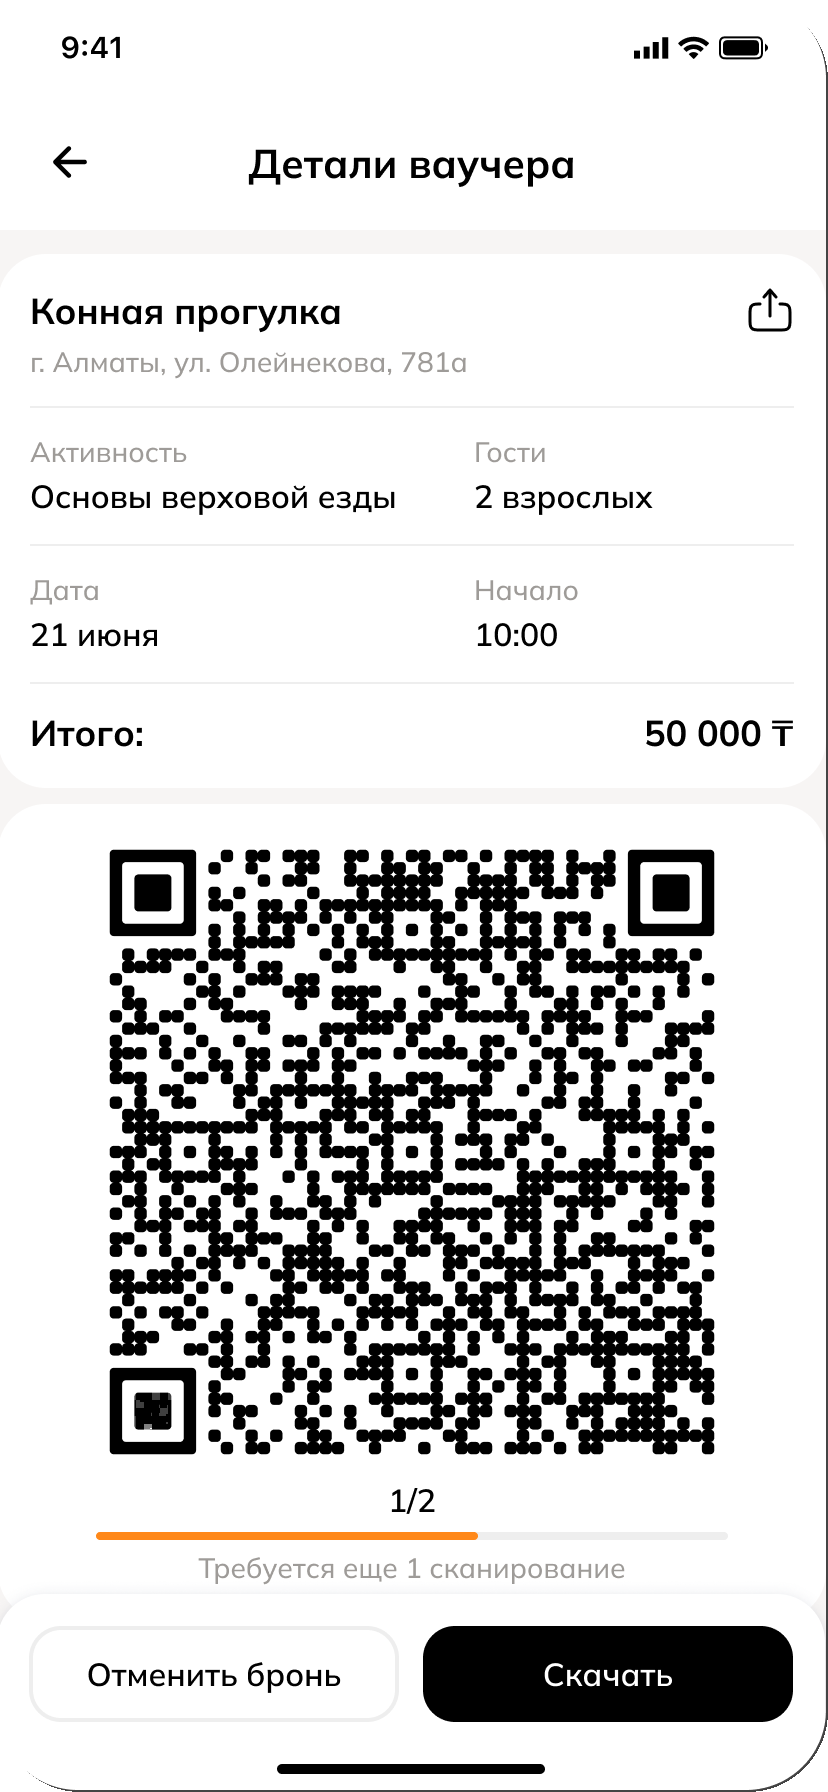 9:41
Детали ваучера
Конная прогулка
г. Алматы, ул. Олейнекова, 781а
Активность Гости
Основы верховой езды 2 взрослых
Дата Начало
21 июня 10:00
Итого: 50 000 ₸
1/2
Требуется еще 1 сканирование
Отменить бронь Скачать